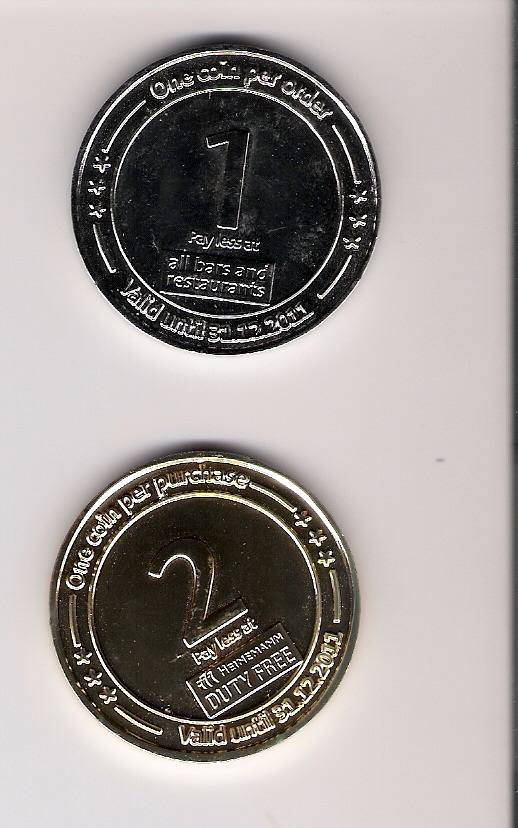 One coin per order
1
Pay less at
all bars and
restaurants
Valid until 31.12.2011
One coin per purchase
2
Pay less at
HEINEMANN
DUTY FREE
Valid until 31.12.2011